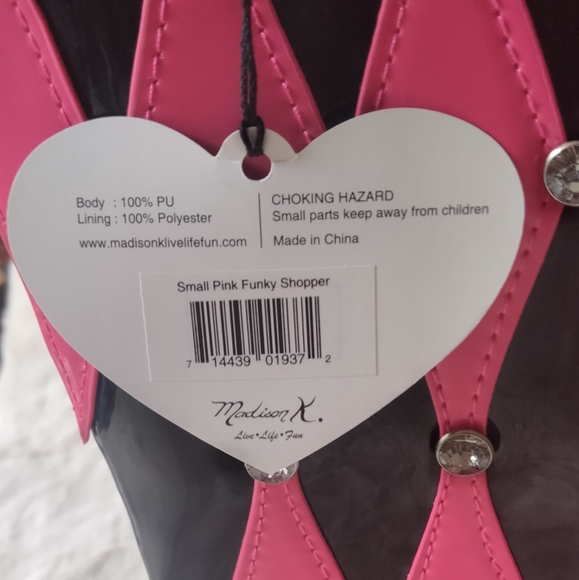 Body : 100% PU
Lining : 100% Polyester
www.madisonklivelifefun.com
CHOKING HAZARD
Small parts keep away from children
Made in China
Small Pink Funky Shopper
7 14439 01937 2
Madison K.
Live•Life•Fun